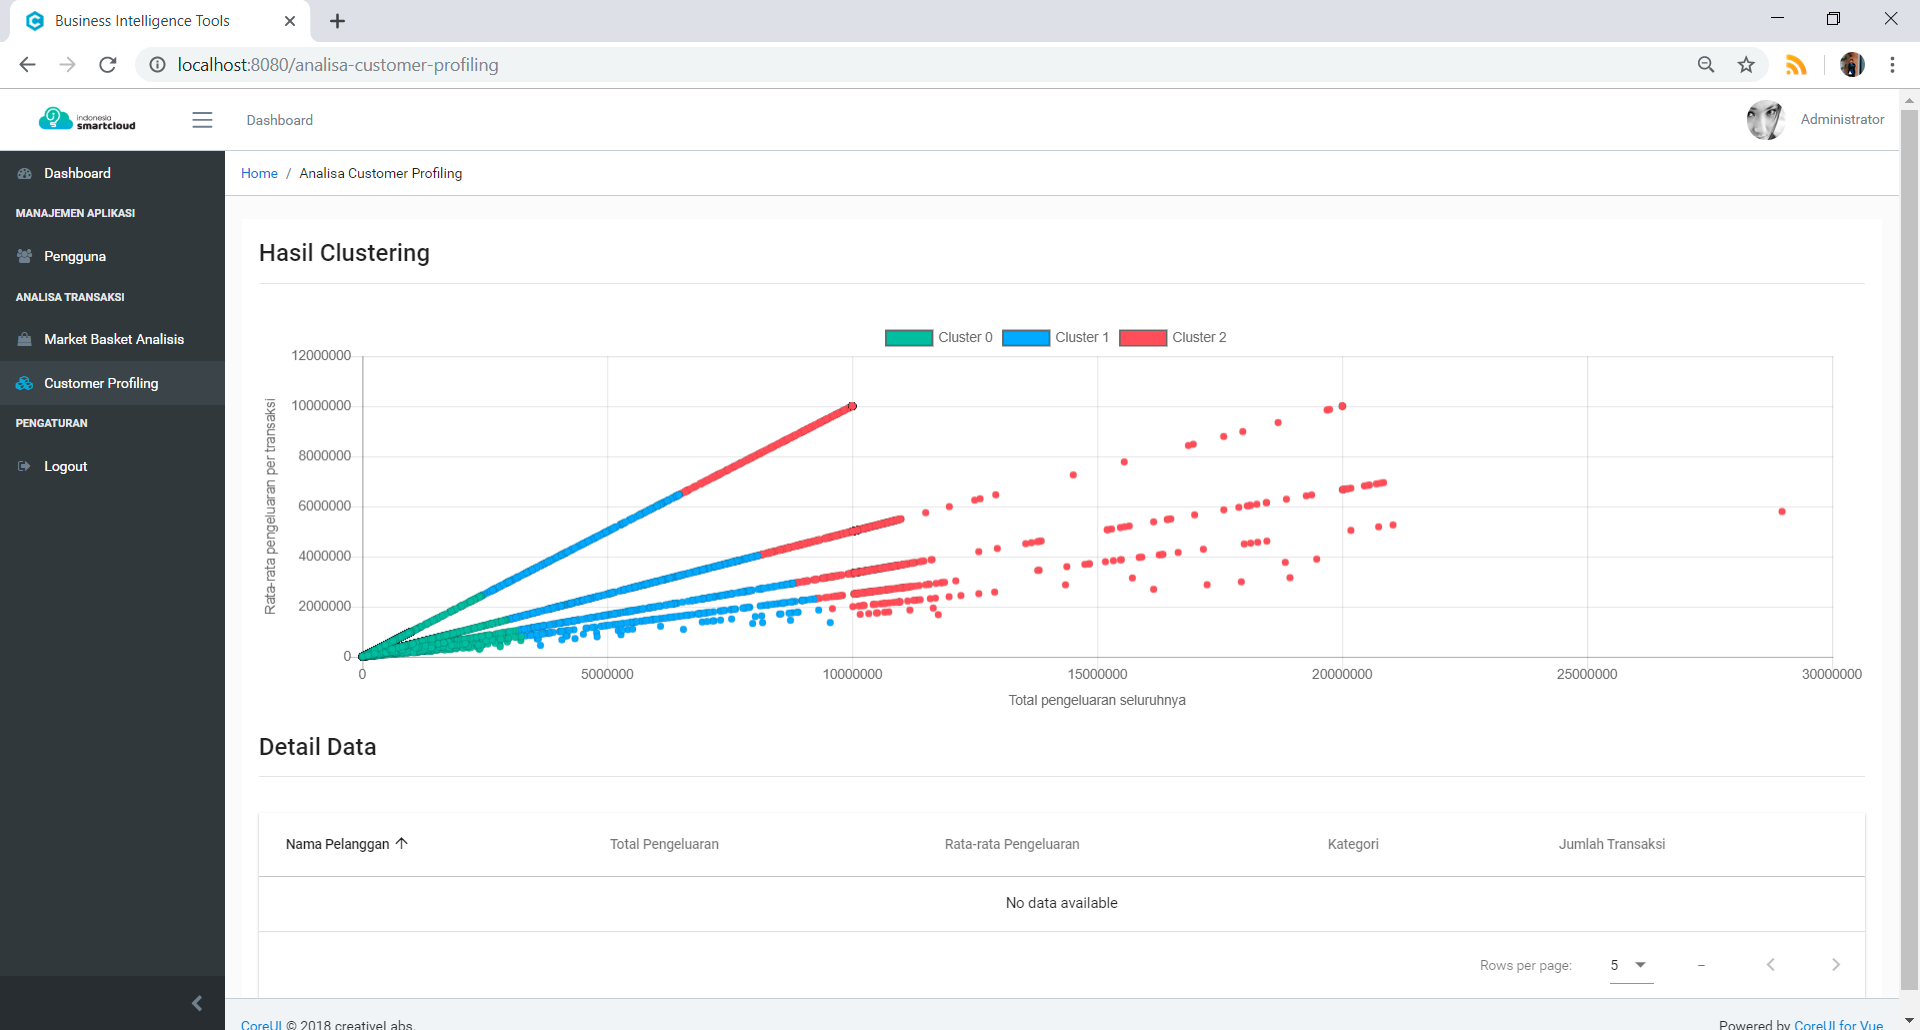 Business Intelligence Tools
localhost:8080/analisa-customer-profiling
indonesia
smartcloud
Dashboard
Administrator
Dashboard
MANAJEMEN APLIKASI
Pengguna
ANALISA TRANSAKSI
Market Basket Analisis
Customer Profiling
PENGATURAN
Logout
Home / Analisa Customer Profiling
Hasil Clustering
Cluster 0 Cluster 1 Cluster 2
Rata-rata pengeluaran per transaksi
12000000
10000000
8000000
6000000
4000000
2000000
0
0 5000000 10000000 15000000 20000000 25000000 30000000
Total pengeluaran seluruhnya
Detail Data
Nama Pelanggan Total Pengeluaran Rata-rata Pengeluaran Kategori Jumlah Transaksi
No data available
Rows per page: 5 –
CoreUI © 2018 creativeLabs.
Powered by CoreUI for Vue